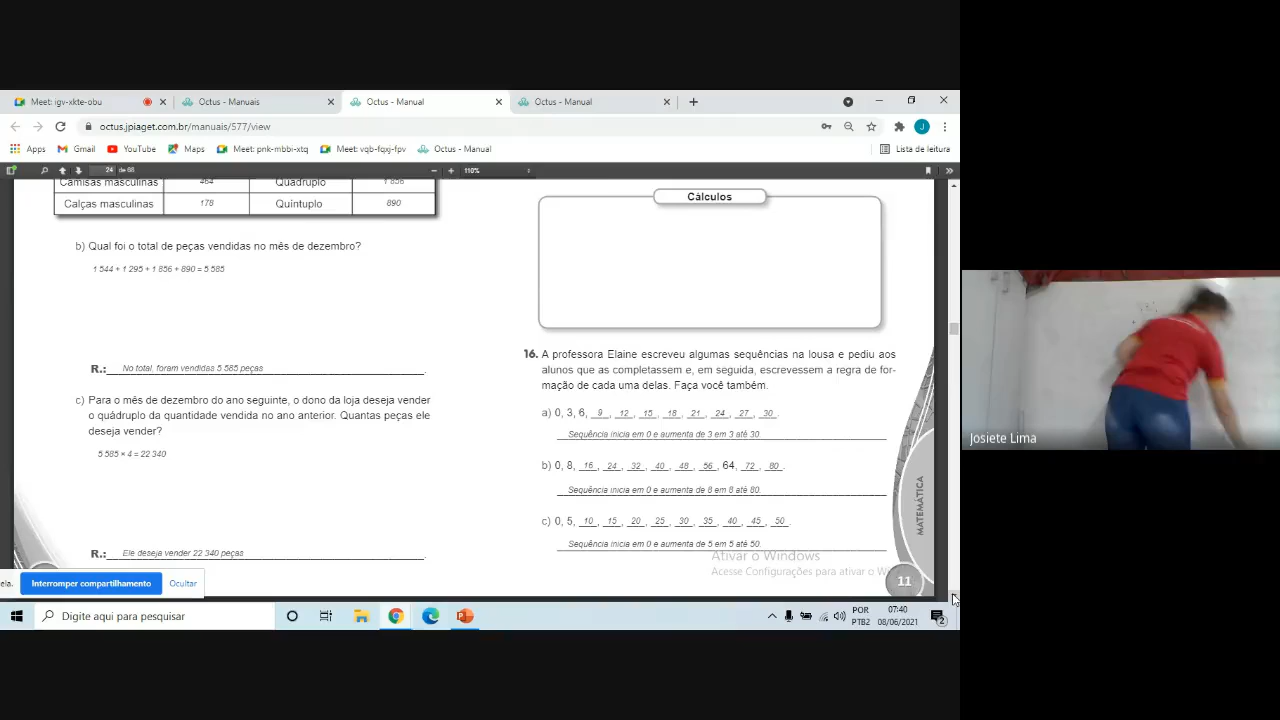 Meet: igv-xkte-obu
Octus - Manuais
Octus - Manual
Octus - Manual
octus.jpiaget.com.br/manuais/577/view
Apps
Gmail
YouTube
Maps
Meet: pnk-mbbi-xtq
Meet: vqb-fqxj-fpv
Octus - Manual
Lista de leitura
24 de 68
110%
Camisas masculinas 464 Quádruplo 1 856
Calças masculinas 178 Quíntuplo 890
b) Qual foi o total de peças vendidas no mês de dezembro?
1 544 + 1 295 + 1 856 + 890 = 5 585
R.: No total, foram vendidas 5 585 peças.
c) Para o mês de dezembro do ano seguinte, o dono da loja deseja vender
o quádruplo da quantidade vendida no ano anterior. Quantas peças ele
deseja vender?
5 585 × 4 = 22 340
R.: Ele deseja vender 22 340 peças.
Cálculos
16. A professora Elaine escreveu algumas sequências na lousa e pediu aos
alunos que as completassem e, em seguida, escrevessem a regra de for-
mação de cada uma delas. Faça você também.
a) 0, 3, 6, 9, 12, 15, 18, 21, 24, 27, 30.
Sequência inicia em 0 e aumenta de 3 em 3 até 30.
b) 0, 8, 16, 24, 32, 40, 48, 56, 64, 72, 80.
Sequência inicia em 0 e aumenta de 8 em 8 até 80.
c) 0, 5, 10, 15, 20, 25, 30, 35, 40, 45, 50.
Sequência inicia em 0 e aumenta de 5 em 5 até 50.
MATEMÁTICA
11
Ativar o Windows
Acesse Configurações para ativar o Wi
ela.
Interromper compartilhamento
Ocultar
Digite aqui para pesquisar
POR
PTB2
07:40
08/06/2021
2
Josiete Lima